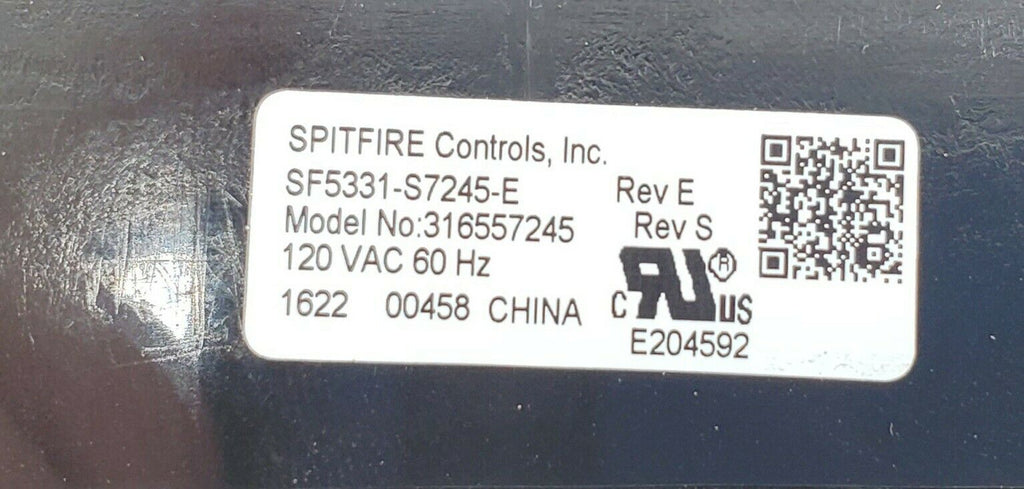 SPITFIRE Controls, Inc.
SF5331-S7245-E Rev E
Model No:316557245 Rev S
120 VAC 60 Hz
1622 00458 CHINA
C RU® US
E204592